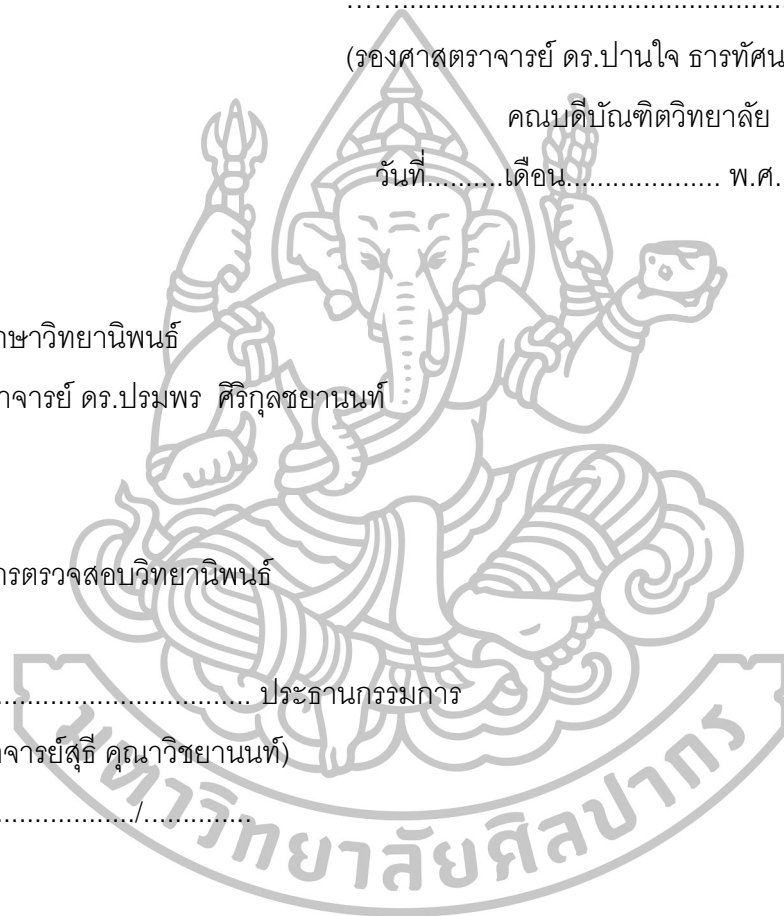 ....................................................
(รองศาสตราจารย์ ดร.ปานใจ ธารทัศน
คณบดีบัณฑิตวิทยาลัย
วันที่..........เดือน.................... พ.ศ.
าษาวิทยานิพนธ์
าจารย์ ดร.ปรมพร ศิริกุลชยานนท์
ารตรวจสอบวิทยานิพนธ์
................................ ประธานกรรมการ
าจารย์สุธี คุณาวิชยานนท์)
................../..............
มหาวิทยาลัยศิลปากร